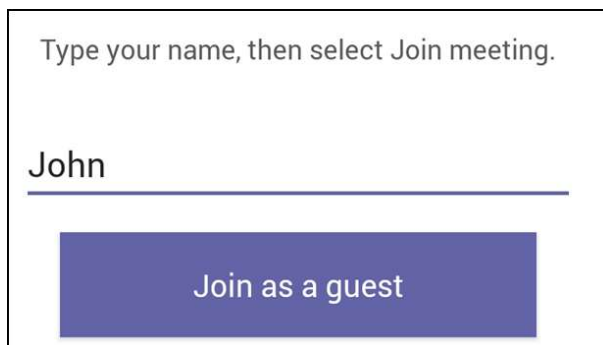 Type your name, then select Join meeting.
John
Join as a guest